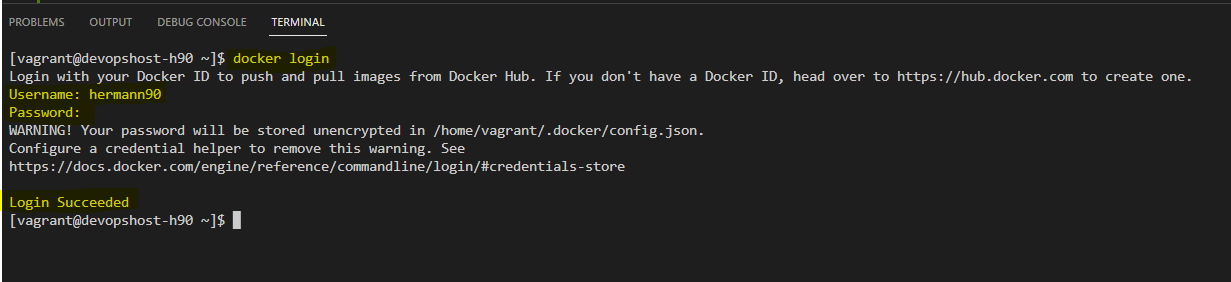 PROBLEMS OUTPUT DEBUG CONSOLE TERMINAL
[vagrant@devopshost-h90 ~]$ docker login
Login with your Docker ID to push and pull images from Docker Hub. If you don't have a Docker ID, head over to https://hub.docker.com to create one.
Username: hermann90
Password:
WARNING! Your password will be stored unencrypted in /home/vagrant/.docker/config.json.
Configure a credential helper to remove this warning. See
https://docs.docker.com/engine/reference/commandline/login/#credentials-store
Login Succeeded
[vagrant@devopshost-h90 ~]$